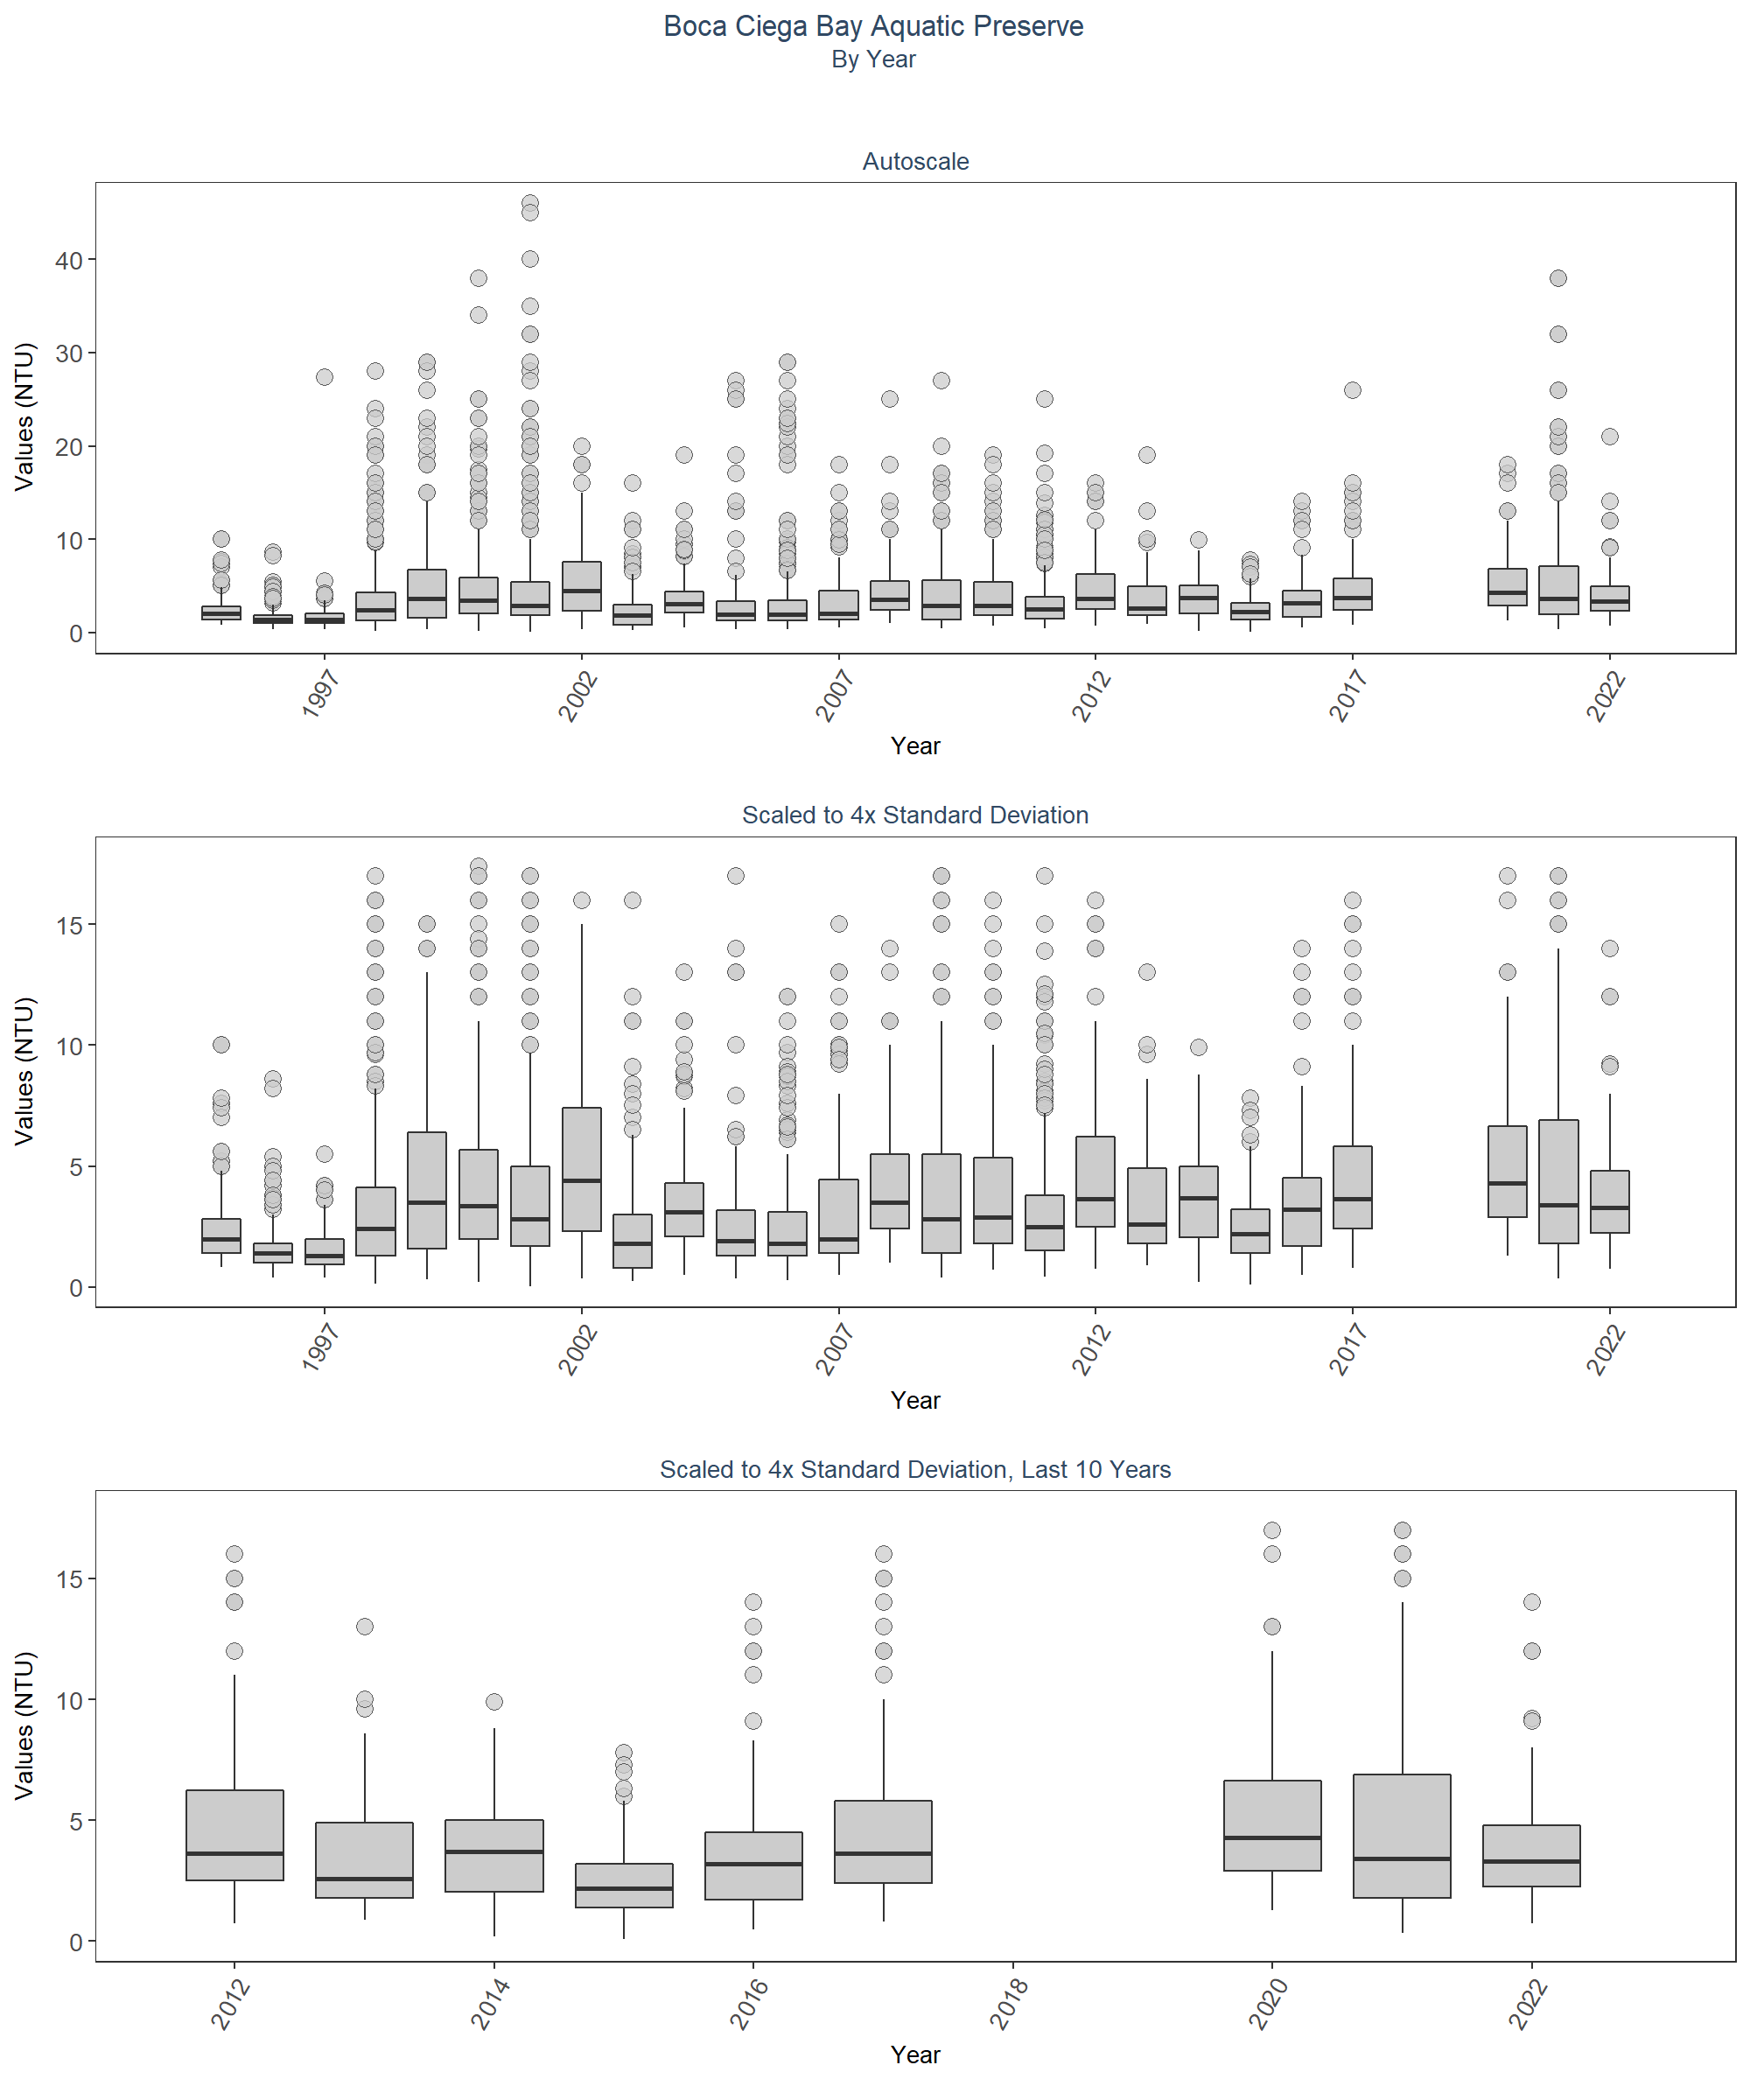 Boca Ciega Bay Aquatic Preserve
By Year
Autoscale
Values (NTU)
40
30
20
10
0
1997 2002 2007 2012 2017 2022
Year
Scaled to 4x Standard Deviation
Values (NTU)
15
10
5
0
1997 2002 2007 2012 2017 2022
Year
Scaled to 4x Standard Deviation, Last 10 Years
Values (NTU)
15
10
5
0
2012 2014 2016 2018 2020 2022
Year